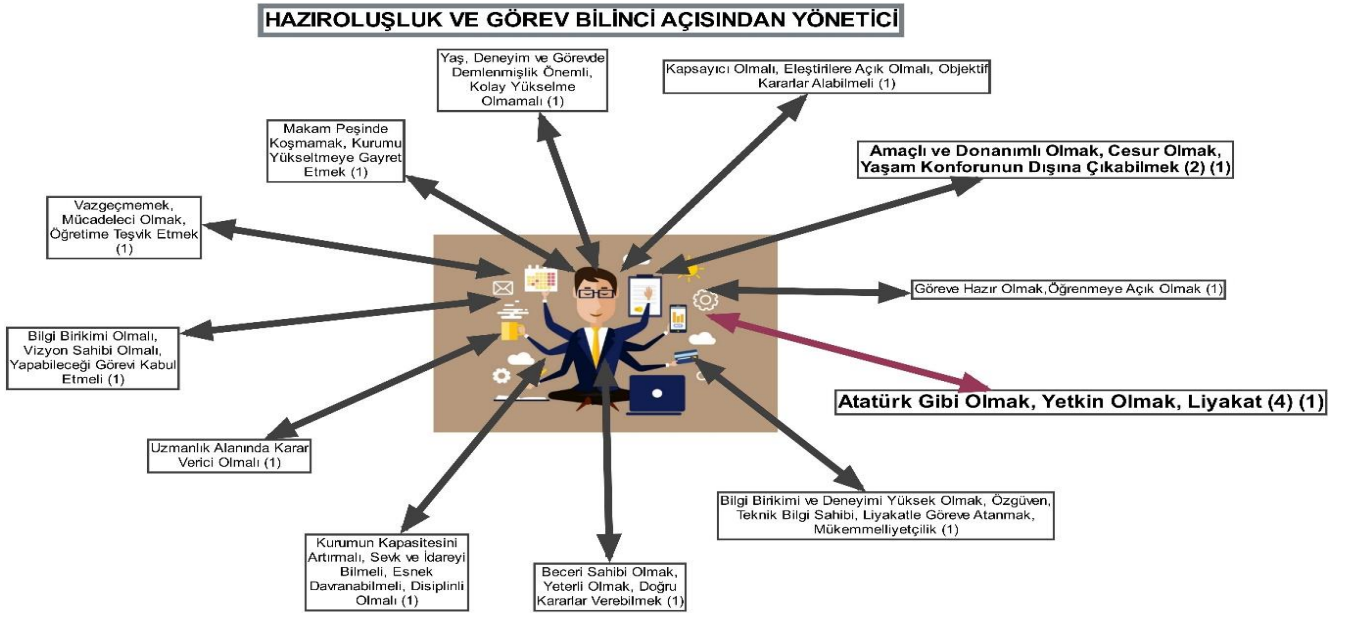 HAZIROLUŞLUK VE GÖREV BİLİNCİ AÇISINDAN YÖNETİCİ
Yaş, Deneyim ve Görevde
Demlenmişlik Önemli,
Kolay Yükselme
Olmamalı (1)
Kapsayıcı Olmalı, Eleştirilere Açık Olmalı, Objektif
Kararlar Alabilmeli (1)
Makam Peşinde
Koşmamak, Kurumu
Yükseltmeye Gayret
Etmek (1)
Amaçlı ve Donanımlı Olmak, Cesur Olmak,
Yaşam Konforunun Dışına Çıkabilmek (2) (1)
Vazgeçmemek,
Mücadeleci Olmak,
Öğretime Teşvik Etmek
(1)
Göreve Hazır Olmak,Öğrenmeye Açık Olmak (1)
Bilgi Birikimi Olmalı,
Vizyon Sahibi Olmalı,
Yapabileceği Görevi Kabul
Etmeli (1)
Atatürk Gibi Olmak, Yetkin Olmak, Liyakat (4) (1)
Uzmanlık Alanında Karar
Verici Olmalı (1)
Bilgi Birikimi ve Deneyimi Yüksek Olmak, Özgüven,
Teknik Bilgi Sahibi, Liyakatle Göreve Atanmak,
Mükemmelliyetçilik (1)
Kurumun Kapasitesini
Artırmalı, Sevk ve İdareyi
Bilmeli, Esnek
Davranabilmeli, Disiplinli
Olmalı (1)
Beceri Sahibi Olmak,
Yeterli Olmak, Doğru
Kararlar Verebilmek (1)